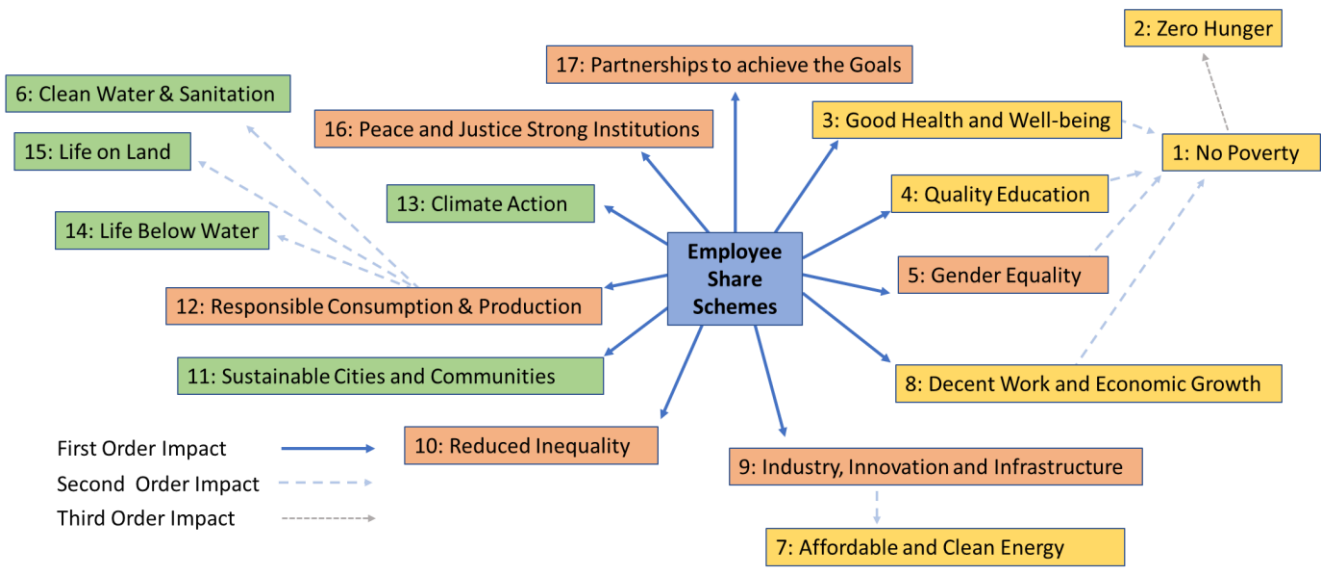 2: Zero Hunger
17: Partnerships to achieve the Goals
6: Clean Water & Sanitation
3: Good Health and Well-being
16: Peace and Justice Strong Institutions
15: Life on Land
1: No Poverty
4: Quality Education
13: Climate Action
14: Life Below Water
Employee
Share
Schemes
5: Gender Equality
12: Responsible Consumption & Production
11: Sustainable Cities and Communities
8: Decent Work and Economic Growth
10: Reduced Inequality
First Order Impact
9: Industry, Innovation and Infrastructure
Second Order Impact
Third Order Impact
7: Affordable and Clean Energy